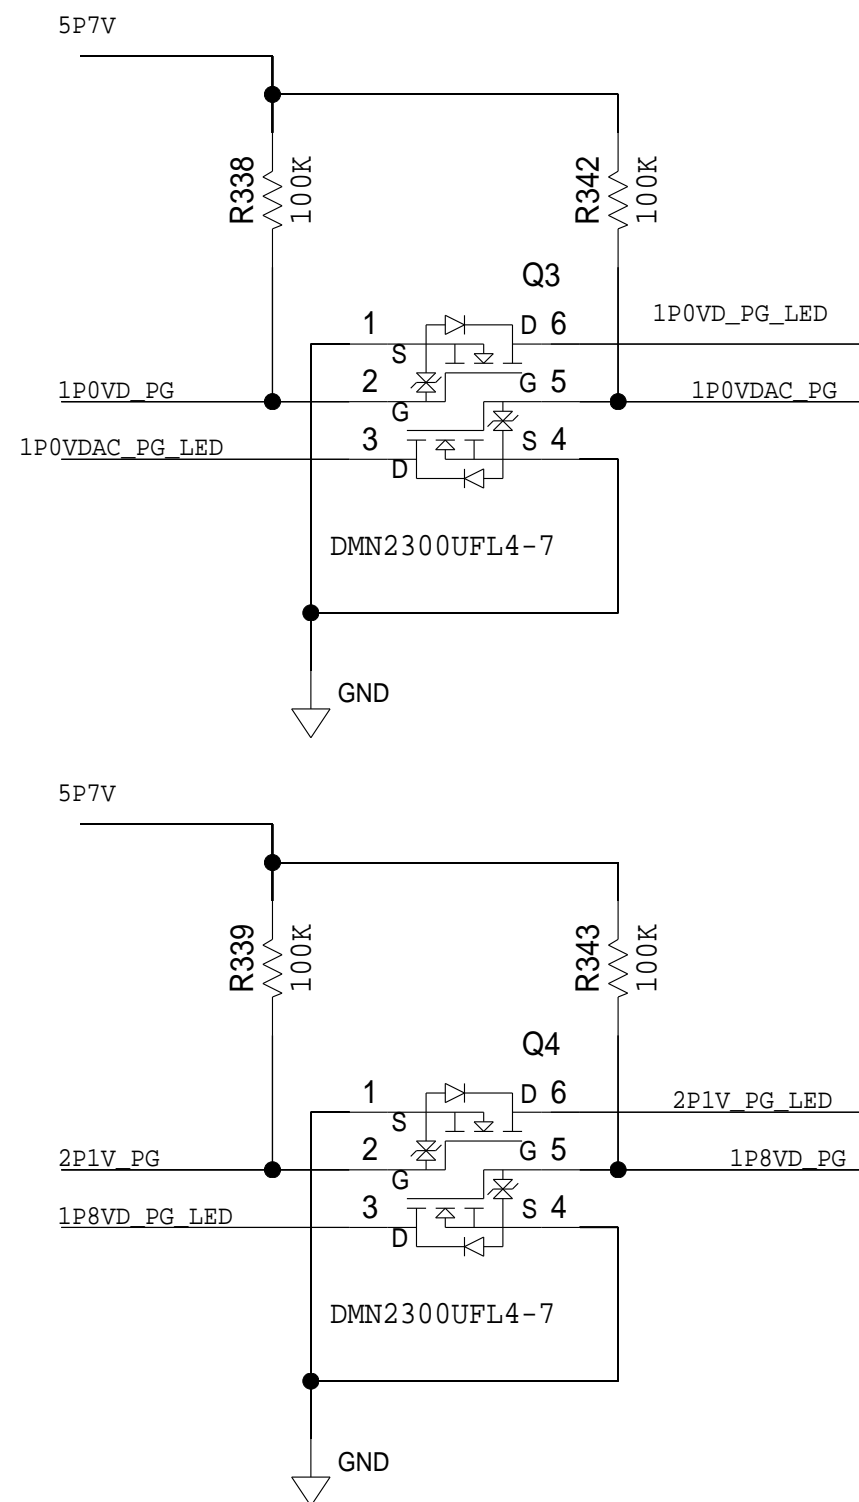 5P7V
R338 100K
R342 100K
Q3
1 S D 6 1P0VD_PG_LED
1P0VD_PG 2 G G 5 1P0VDAC_PG
1P0VDAC_PG_LED 3 D S 4
DMN2300UFL4-7
GND
5P7V
R339 100K
R343 100K
Q4
1 S D 6 2P1V_PG_LED
2P1V_PG 2 G G 5 1P8VD_PG
1P8VD_PG_LED 3 D S 4
DMN2300UFL4-7
GND